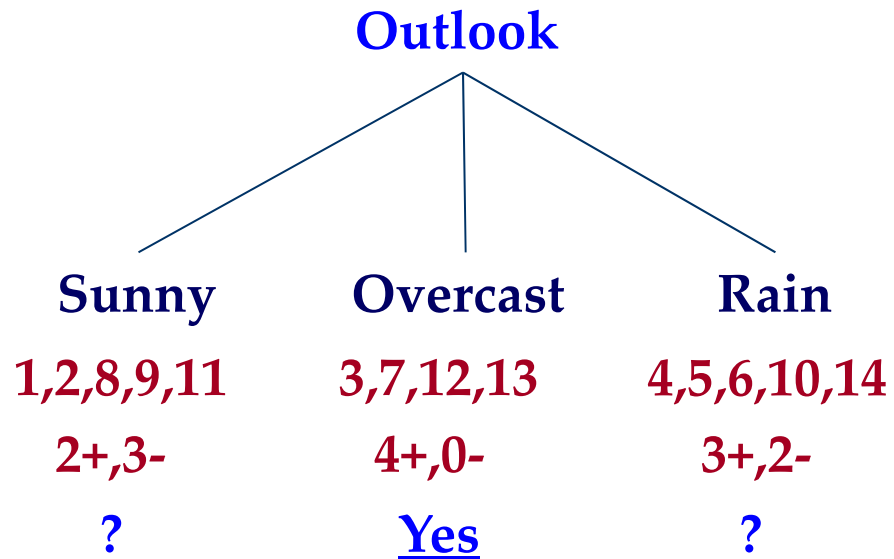 Outlook
Sunny Overcast Rain
1,2,8,9,11 3,7,12,13 4,5,6,10,14
2+,3- 4+,0- 3+,2-
? Yes ?